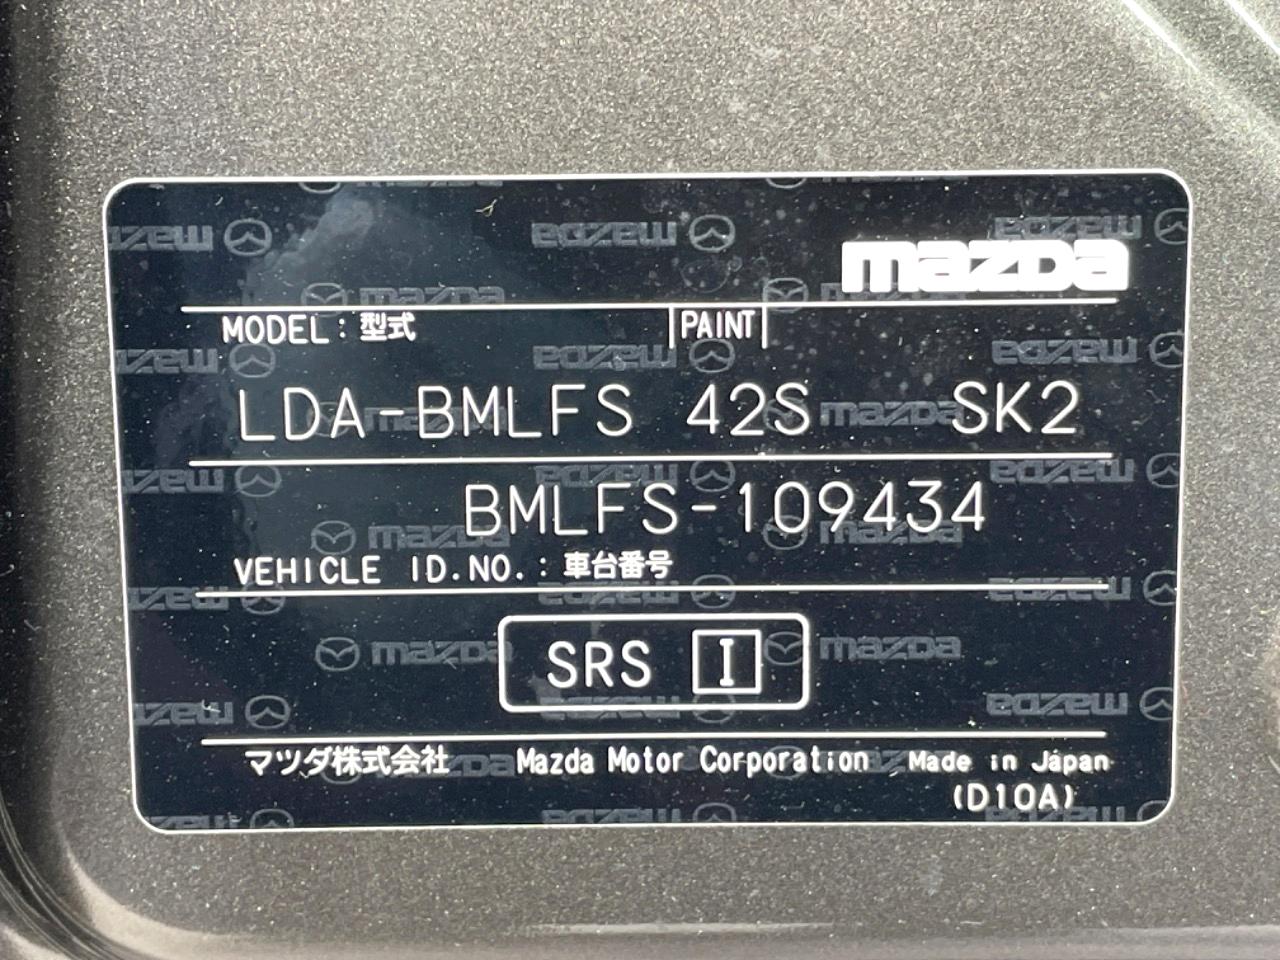 mazda
MODEL : 型式 PAINT
LDA-BMLFS 42S SK2
BMLFS-109434
VEHICLE ID.NO. : 車台番号
SRS I
マツダ株式会社 Mazda Motor Corporation Made in Japan
(D10A)